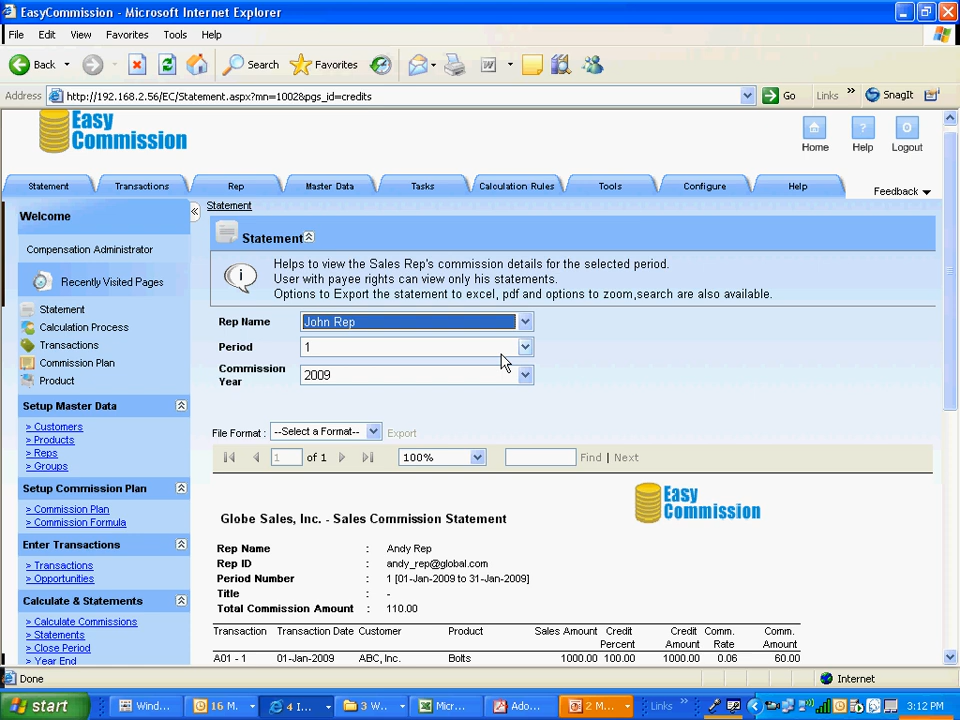 EasyCommission - Microsoft Internet Explorer
File Edit View Favorites Tools Help
Back Search Favorites
Address http://192.168.2.56/EC/Statement.aspx?mn=1002&pgs_id=credits Go Links » SnagIt
Easy
Commission
Home Help Logout
Statement Transactions Rep Master Data Tasks Calculation Rules Tools Configure Help
Feedback
Welcome
Compensation Administrator
Recently Visited Pages
Statement
Calculation Process
Transactions
Commission Plan
Product
Setup Master Data
> Customers
> Products
> Reps
> Groups
Setup Commission Plan
> Commission Plan
> Commission Formula
Enter Transactions
> Transactions
> Opportunities
Calculate & Statements
> Calculate Commissions
> Statements
> Close Period
> Year End
Statement
Statement
Helps to view the Sales Rep's commission details for the selected period.
User with payee rights can view only his statements.
Options to Export the statement to excel, pdf and options to zoom,search are also available.
Rep Name John Rep
Period 1
Commission Year 2009
File Format : --Select a Format-- Export
1 of 1 100% Find | Next
Easy
Commission
Globe Sales, Inc. - Sales Commission Statement
Rep Name : Andy Rep
Rep ID : andy_rep@global.com
Period Number : 1 [01-Jan-2009 to 31-Jan-2009]
Title : -
Total Commission Amount : 110.00
Transaction Transaction Date Customer Product Sales Amount Credit Percent Credit Amount Comm. Rate Comm. Amount
A01 - 1 01-Jan-2009 ABC, Inc. Bolts 1000.00 100.00 1000.00 0.06 60.00
Done Internet
start Wind... 16 M... 4 I... 3 W... Micr... Ado... 2 M... Links » 3:12 PM